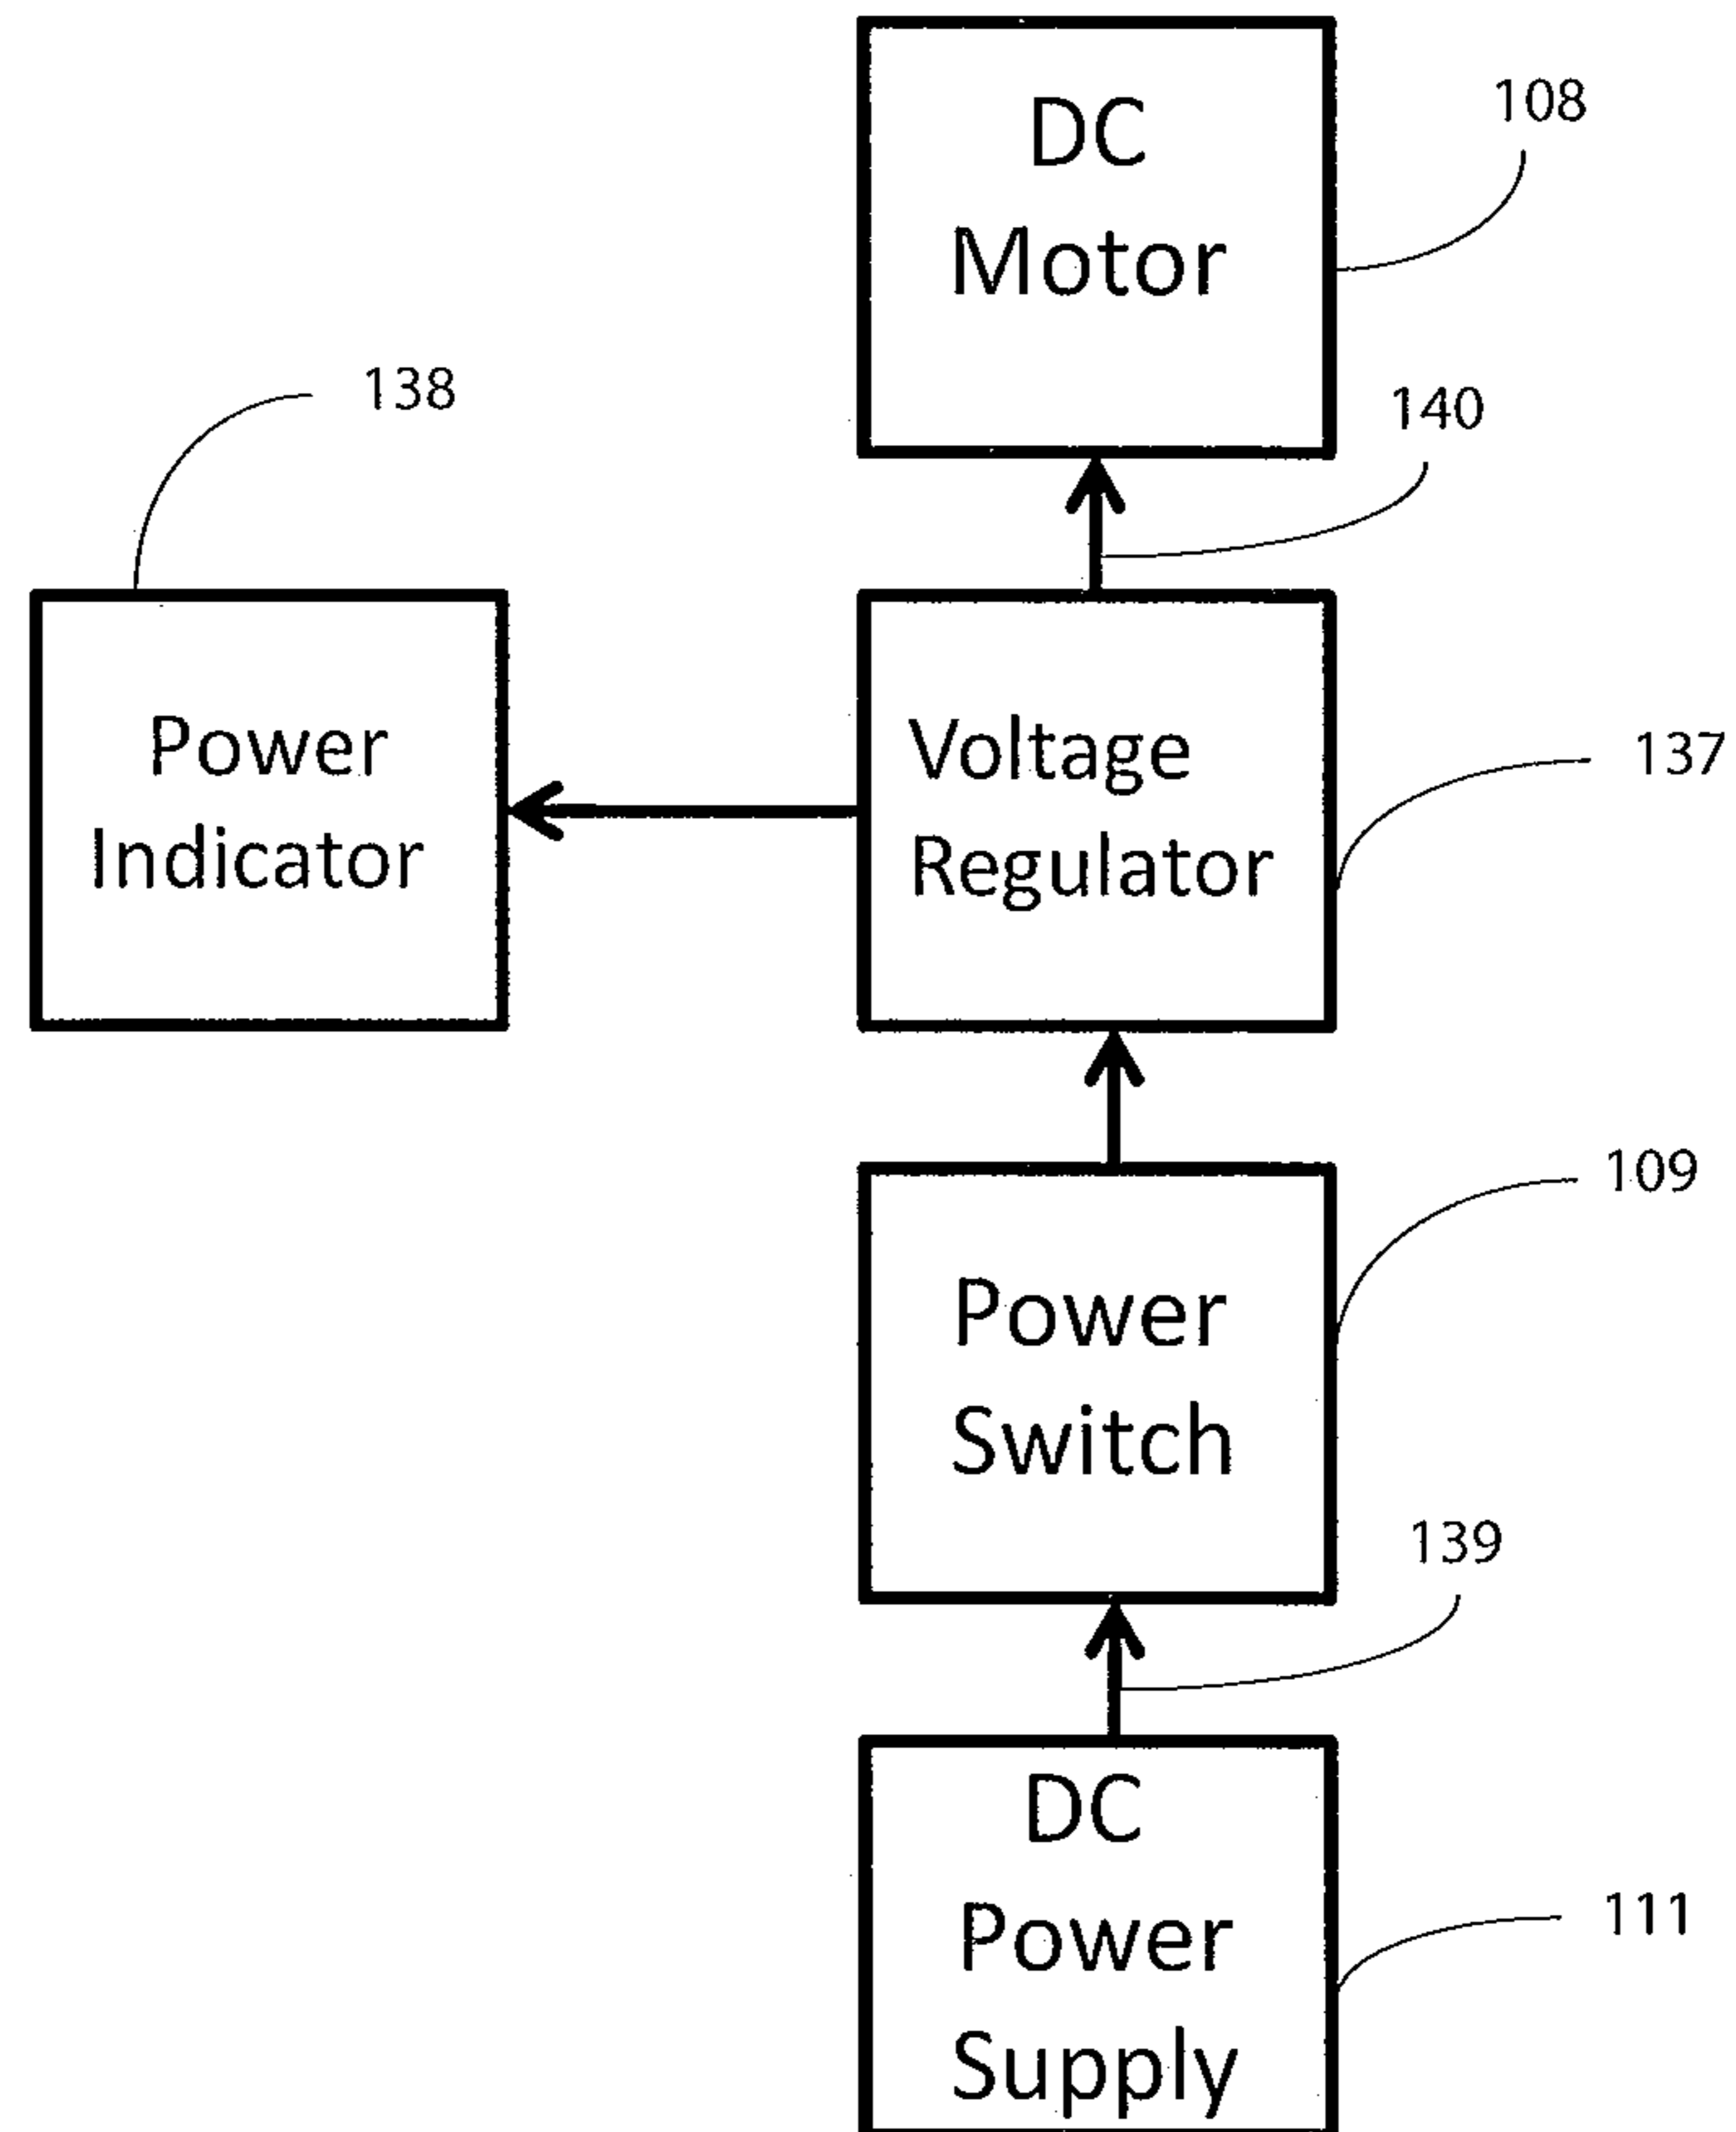 DC
Motor
108
140
138
Power
Indicator
Voltage
Regulator
137
109
Power
Switch
139
DC
Power
Supply
111